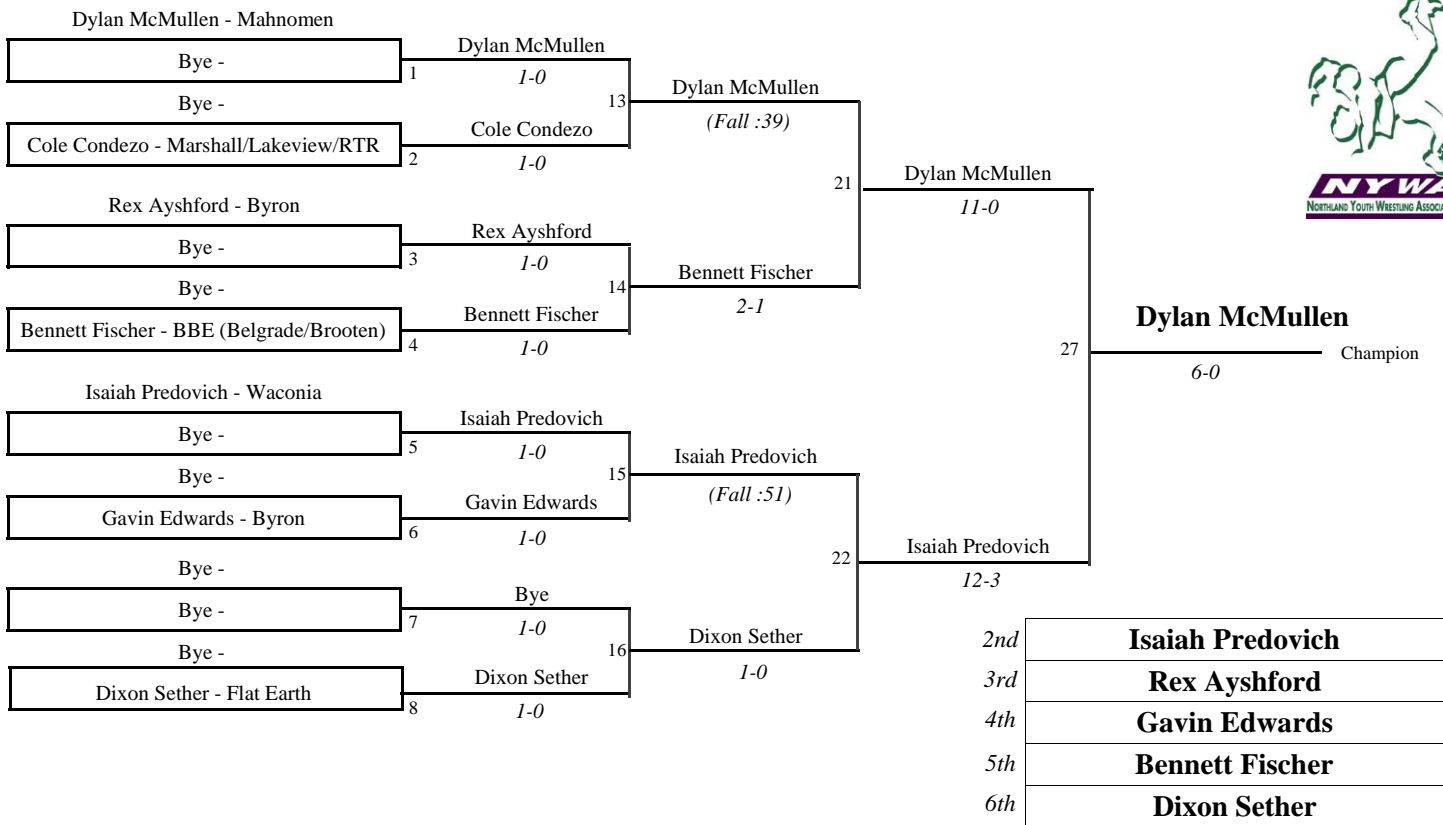 Dylan McMullen - Mahnomen
Bye -
1
Bye -
Cole Condezo - Marshall/Lakeview/RTR
2
Rex Ayshford - Byron
Bye -
3
Bye -
Bennett Fischer - BBE (Belgrade/Brooten)
4
Isaiah Predovich - Waconia
Bye -
5
Bye -
Gavin Edwards - Byron
6
Bye -
Bye -
7
Bye -
Dixon Sether - Flat Earth
8
Dylan McMullen
1-0
13
Cole Condezo
1-0
Rex Ayshford
1-0
14
Bennett Fischer
1-0
Isaiah Predovich
1-0
15
Gavin Edwards
1-0
Bye
1-0
16
Dixon Sether
1-0
Dylan McMullen
(Fall :39)
21
Bennett Fischer
2-1
Isaiah Predovich
(Fall :51)
22
Dixon Sether
1-0
Dylan McMullen
11-0
27
Isaiah Predovich
12-3
Dylan McMullen
Champion
6-0
NYWA
NORTHLAND YOUTH WRESTLING
2nd Isaiah Predovich
3rd Rex Ayshford
4th Gavin Edwards
5th Bennett Fischer
6th Dixon Sether